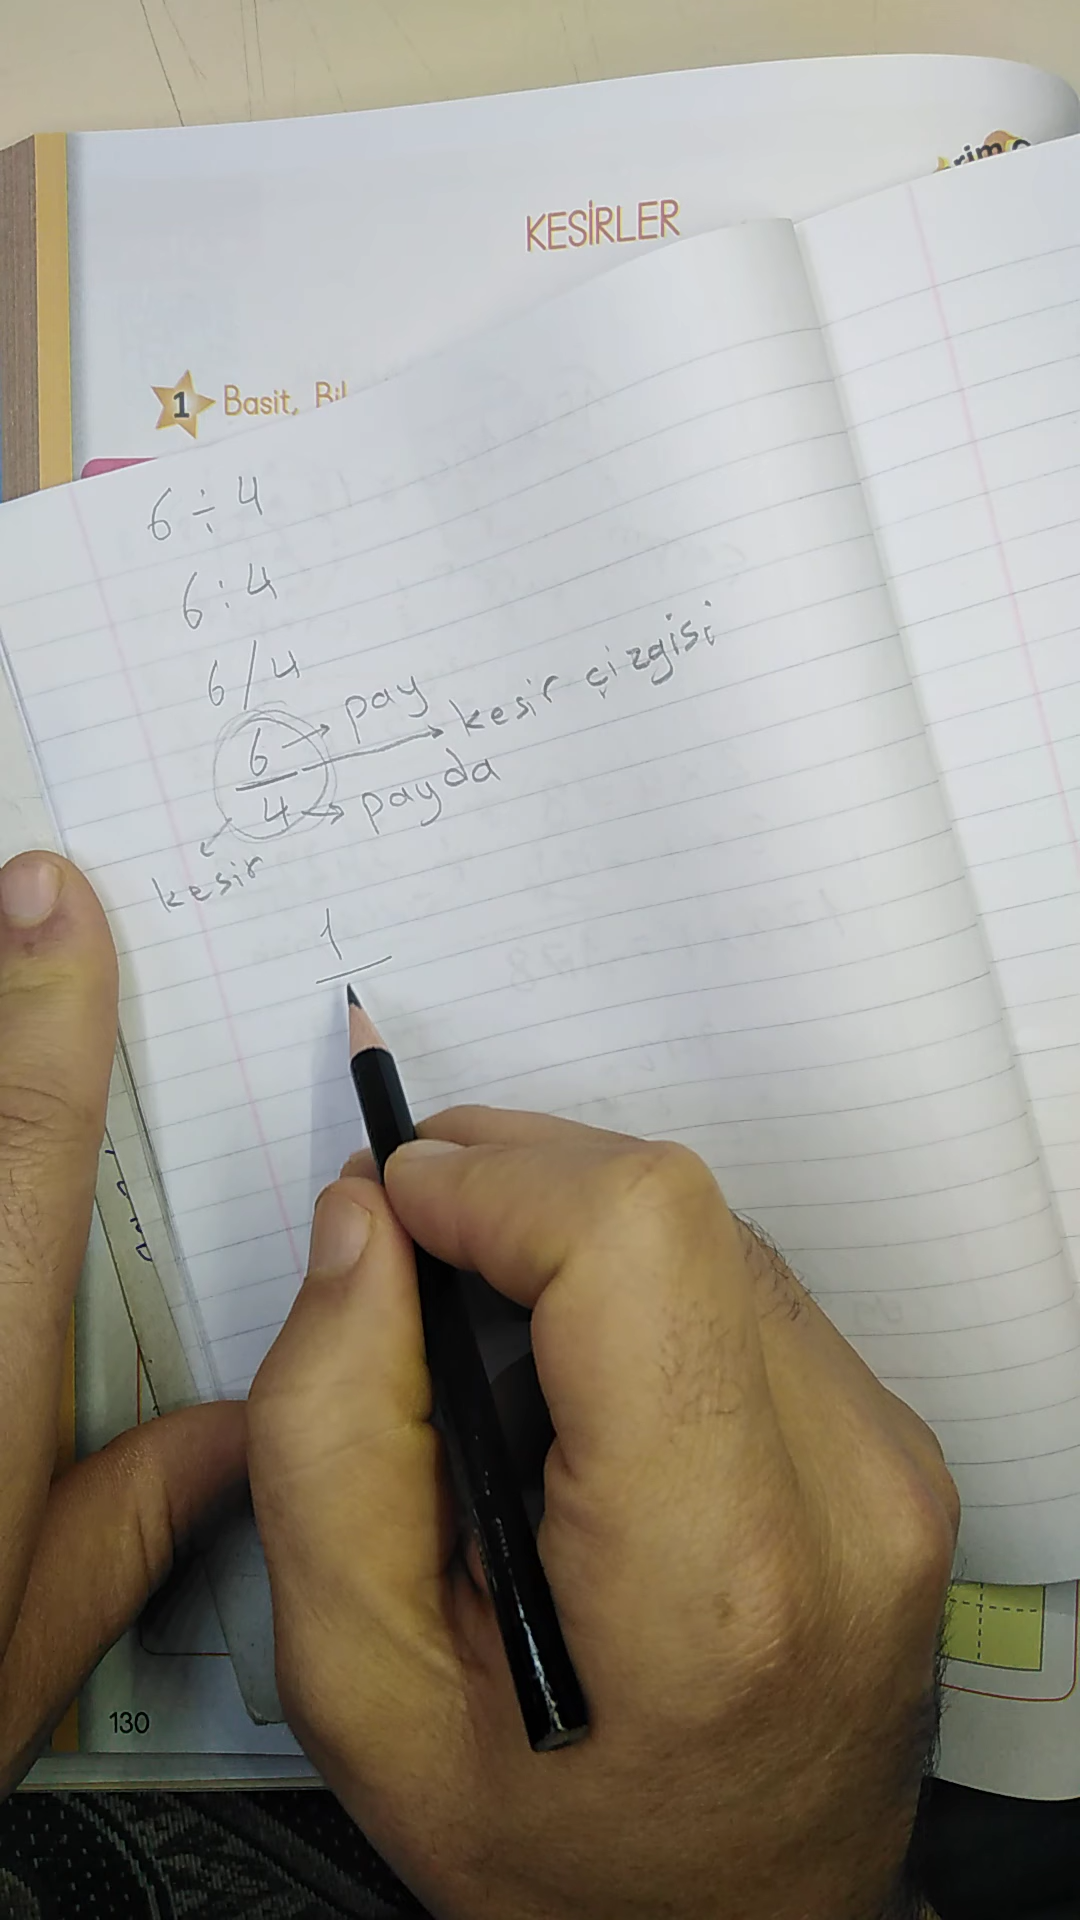 KESİRLER
1 Basit,
6 ÷ 4
6 : 4
6 / 4
6 → pay
→ kesir çizgisi
4 → payda
kesir
1
130